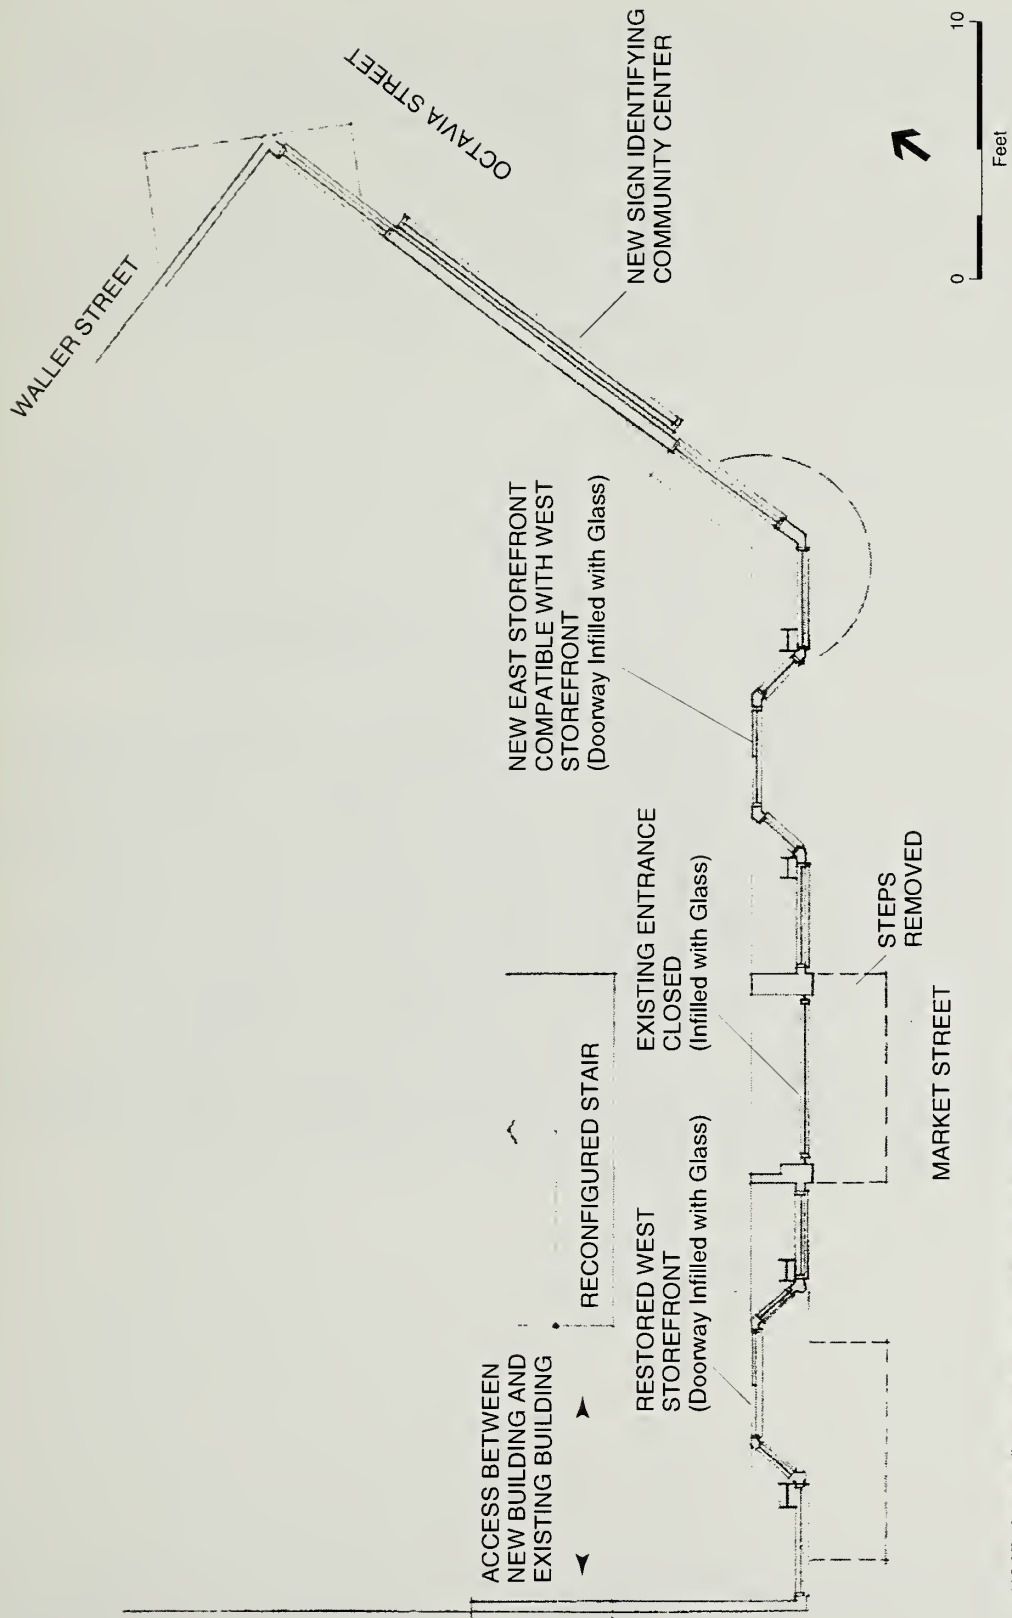 WALLER STREET
OCTAVIA STREET
NEW SIGN IDENTIFYING
COMMUNITY CENTER
NEW EAST STOREFRONT
COMPATIBLE WITH WEST
STOREFRONT
(Doorway Infilled with Glass)
EXISTING ENTRANCE
CLOSED
(Infilled with Glass)
STEPS
REMOVED
MARKET STREET
RECONFIGURED STAIR
RESTORED WEST
STOREFRONT
(Doorway Infilled with Glass)
ACCESS BETWEEN
NEW BUILDING AND
EXISTING BUILDING
0
10
Feet